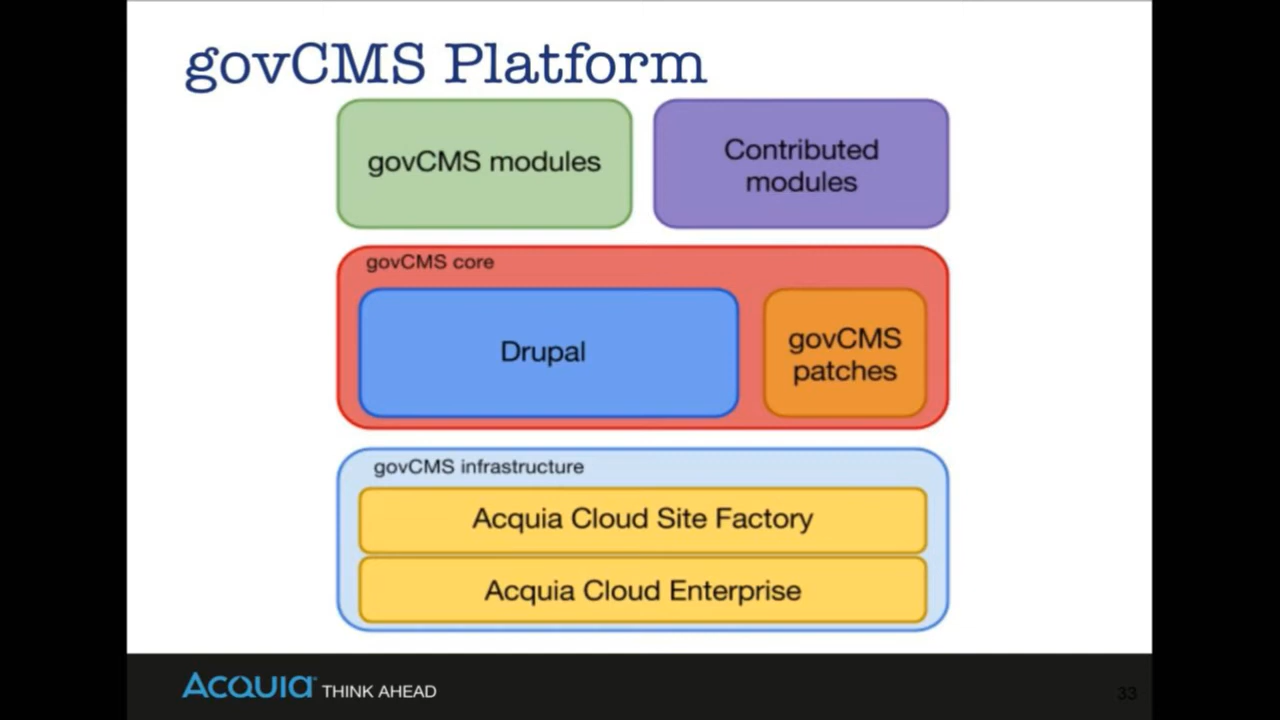 govCMS Platform
govCMS modules
Contributed
modules
govCMS core
Drupal
govCMS
patches
govCMS infrastructure
Acquia Cloud Site Factory
Acquia Cloud Enterprise
Acquia THINK AHEAD
33